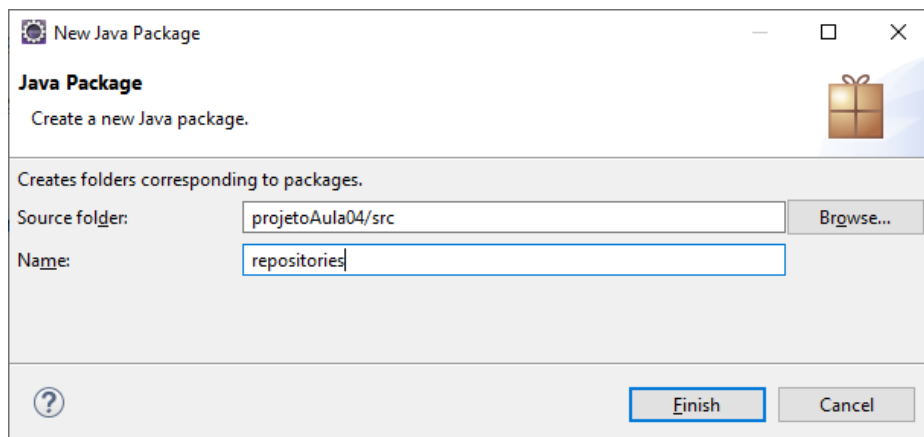 New Java Package
Java Package
Create a new Java package.
Creates folders corresponding to packages.
Source folder: projetoAula04/src Browse...
Name: repositories
? Finish Cancel